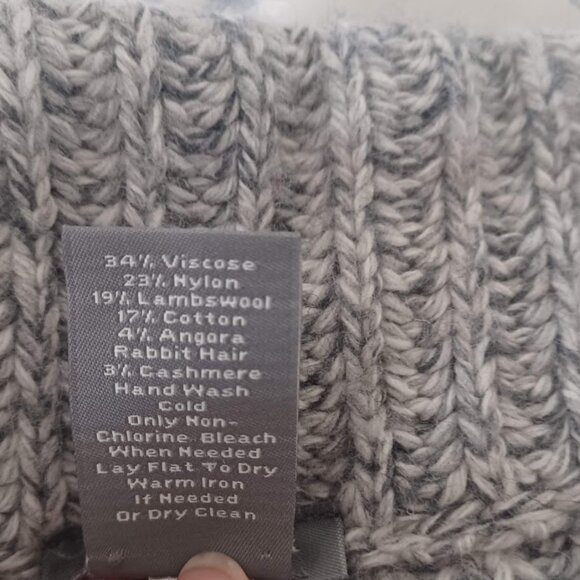 34% Viscose
23% Nylon
19% Lambswool
17% Cotton
4% Angora
Rabbit Hair
3% Cashmere
Hand Wash
Cold
Only Non-
Chlorine Bleach
When Needed
Lay Flat To Dry
Warm Iron
If Needed
Or Dry Clean